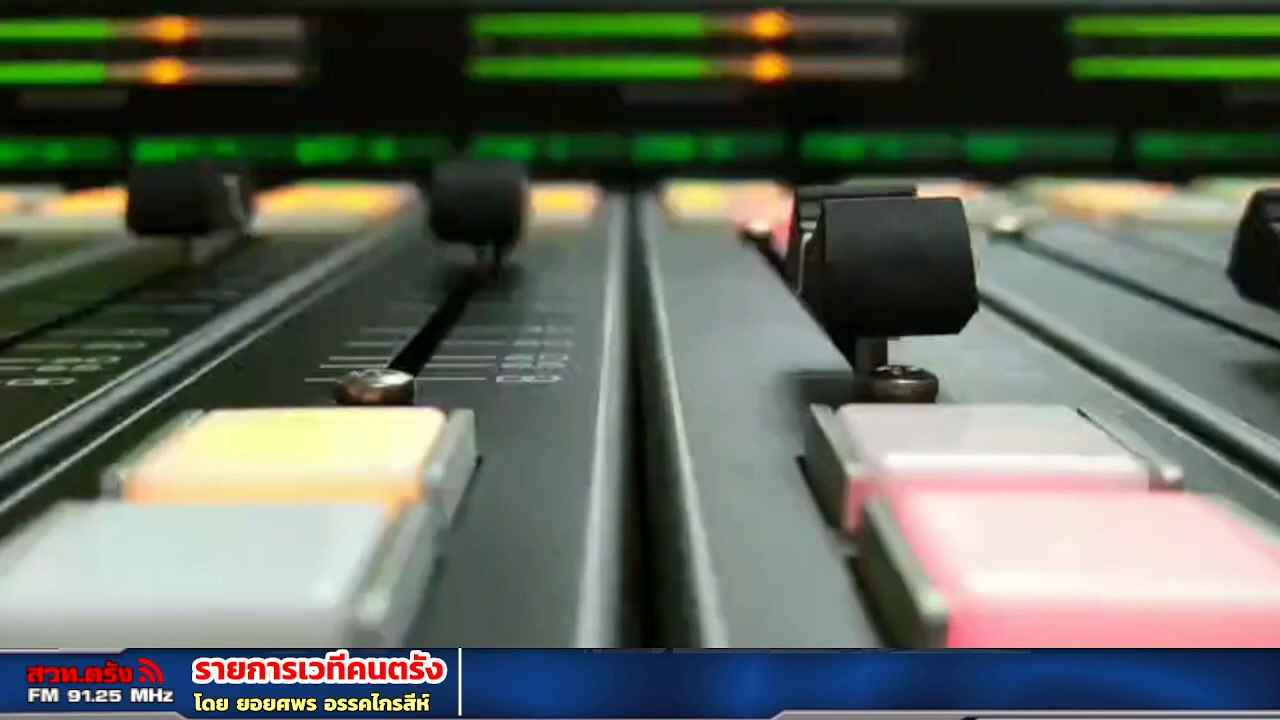 สวท.ตรัง
FM 91.25 MHz
รายการเวทีคนตรัง
โดย ยอยศพร อรรคไกรสีห์